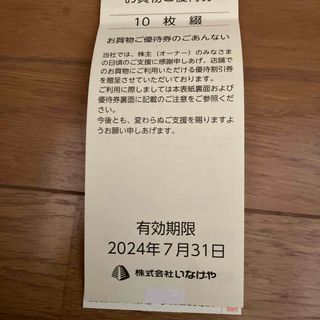 お買物ご優待券
10 枚 綴
お買物ご優待券のごあんない
当社では、株主（オーナー）のみなさま
の日頃のご支援に感謝申しあげ、店舗で
のお買物にご利用いただける優待割引券
を贈呈させていただいております。
ご利用に際しましては本表紙裏面および
優待券裏面に記載のご注意をご参照くだ
さい。
今後とも、変わらぬご支援を賜りますよ
うお願い申しあげます。
有効期限
2024年7月31日
株式会社いなげや